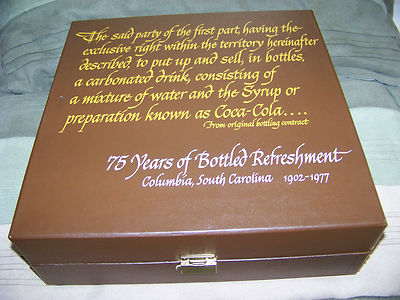 The said party of the first part, having the
exclusive right within the territory hereinafter
described to put up and sell, in bottles,
a carbonated drink, consisting of
a mixture of water and the Syrup or
preparation known as Coca-Cola....
From original bottling contract
75 Years of Bottled Refreshment
Columbia, South Carolina 1902-1977